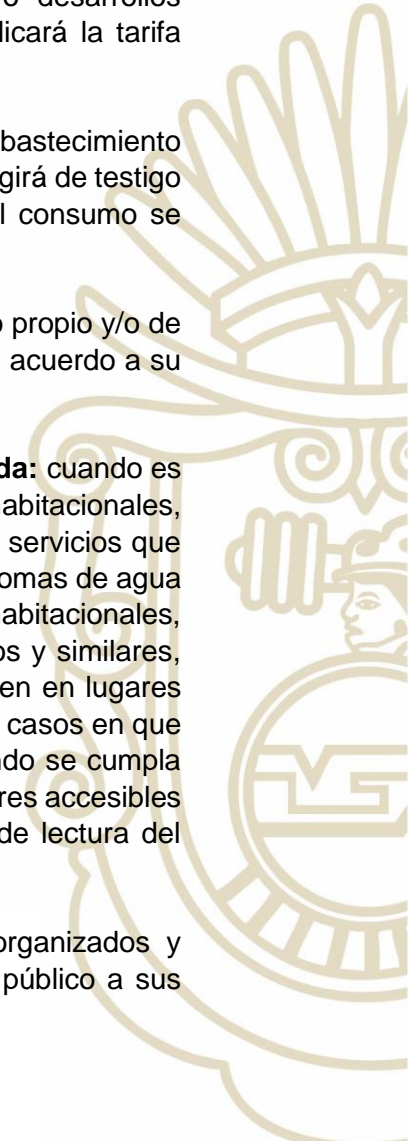 desarrollos
licará la tarifa
bastecimiento
girá de testigo
l consumo se
propio y/o de
acuerdo a su
da: cuando es
abitacionales,
servicios que
omas de agua
abitacionales,
os y similares,
en en lugares
casos en que
ndo se cumpla
res accesibles
de lectura del
organizados y
público a sus